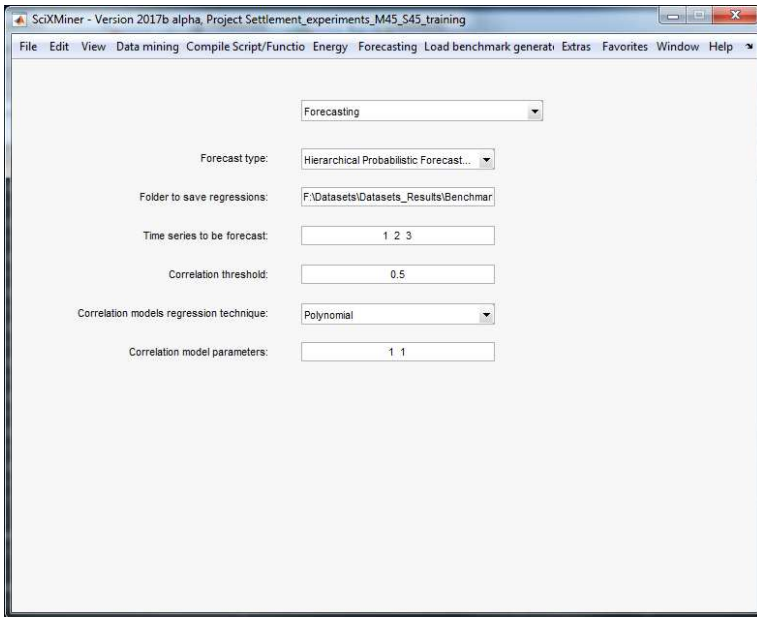 SciXMiner - Version 2017b alpha, Project Settlement_experiments_M45_S45_training
File Edit View Data mining Compile Script/Functio Energy Forecasting Load benchmark generat Extras Favorites Window Help
Forecasting
Forecast type: Hierarchical Probabilistic Forecast...
Folder to save regressions: F:\Datasets\Datasets_Results\Benchmar
Time series to be forecast: 1 2 3
Correlation threshold: 0.5
Correlation models regression technique: Polynomial
Correlation model parameters: 1 1